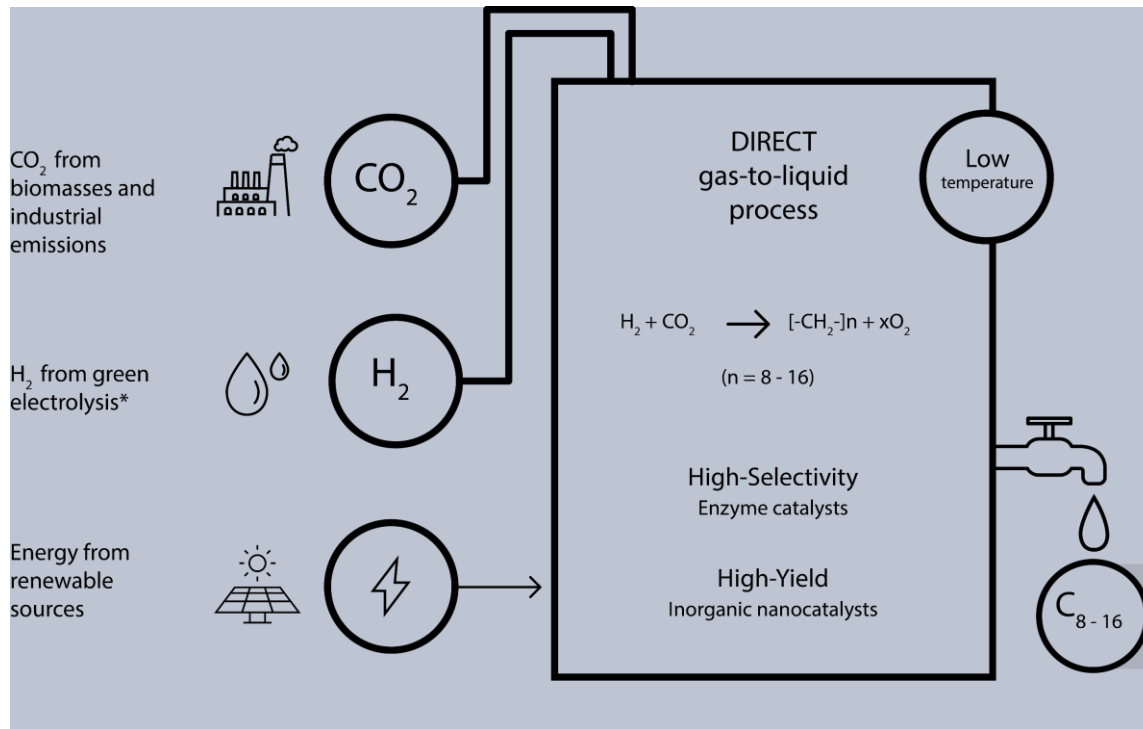 CO₂ from
biomasses and
industrial
emissions
CO₂
H₂ from green
electrolysis*
H₂
Energy from
renewable
sources
DIRECT
gas-to-liquid
process
Low
temperature
H₂ + CO₂ → [-CH₂-]n + xO₂
(n = 8 - 16)
High-Selectivity
Enzyme catalysts
High-Yield
Inorganic nanocatalysts
C₈ - ₁₆